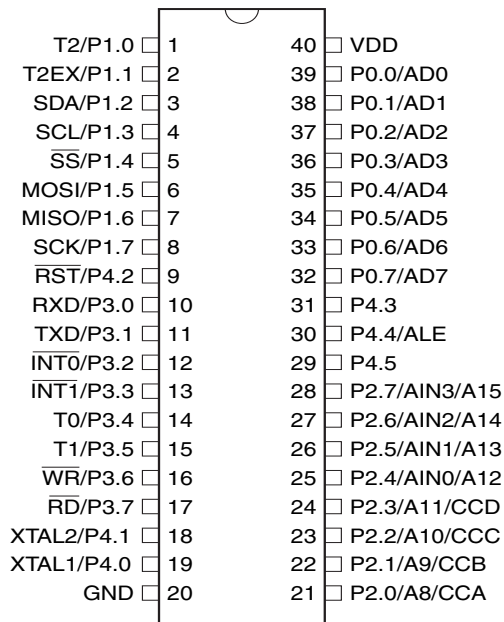 T2/P1.0 1 40 VDD
T2EX/P1.1 2 39 P0.0/AD0
SDA/P1.2 3 38 P0.1/AD1
SCL/P1.3 4 37 P0.2/AD2
S̅S̅/P1.4 5 36 P0.3/AD3
MOSI/P1.5 6 35 P0.4/AD4
MISO/P1.6 7 34 P0.5/AD5
SCK/P1.7 8 33 P0.6/AD6
R̅S̅T̅/P4.2 9 32 P0.7/AD7
RXD/P3.0 10 31 P4.3
TXD/P3.1 11 30 P4.4/ALE
I̅N̅T̅0̅/P3.2 12 29 P4.5
I̅N̅T̅1̅/P3.3 13 28 P2.7/AIN3/A15
T0/P3.4 14 27 P2.6/AIN2/A14
T1/P3.5 15 26 P2.5/AIN1/A13
W̅R̅/P3.6 16 25 P2.4/AIN0/A12
R̅D̅/P3.7 17 24 P2.3/A11/CCD
XTAL2/P4.1 18 23 P2.2/A10/CCC
XTAL1/P4.0 19 22 P2.1/A9/CCB
GND 20 21 P2.0/A8/CCA